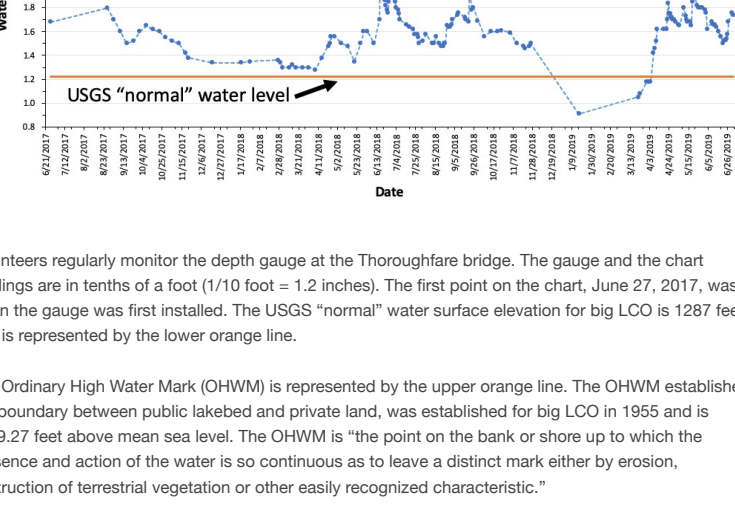 1.8
1.6
1.4
1.2
1.0
0.8
USGS “normal” water level
6/21/2017 7/12/2017 8/2/2017 8/23/2017 9/13/2017 10/4/2017 10/25/2017 11/15/2017 12/6/2017 12/27/2017 1/17/2018 2/7/2018 2/28/2018 3/21/2018 4/11/2018 5/2/2018 5/23/2018 6/13/2018 7/4/2018 7/25/2018 8/15/2018 9/5/2018 9/26/2018 10/17/2018 11/7/2018 11/28/2018 12/19/2018 1/9/2019 1/30/2019 2/20/2019 3/13/2019 4/3/2019 4/24/2019 5/15/2019 6/5/2019 6/26/2019
Date
nteers regularly monitor the depth gauge at the Thoroughfare bridge. The gauge and the chart
lings are in tenths of a foot (1/10 foot = 1.2 inches). The first point on the chart, June 27, 2017, was
n the gauge was first installed. The USGS “normal” water surface elevation for big LCO is 1287 fee
is represented by the lower orange line.
Ordinary High Water Mark (OHWM) is represented by the upper orange line. The OHWM establishe
boundary between public lakebed and private land, was established for big LCO in 1955 and is
9.27 feet above mean sea level. The OHWM is “the point on the bank or shore up to which the
sence and action of the water is so continuous as to leave a distinct mark either by erosion,
truction of terrestrial vegetation or other easily recognized characteristic.”